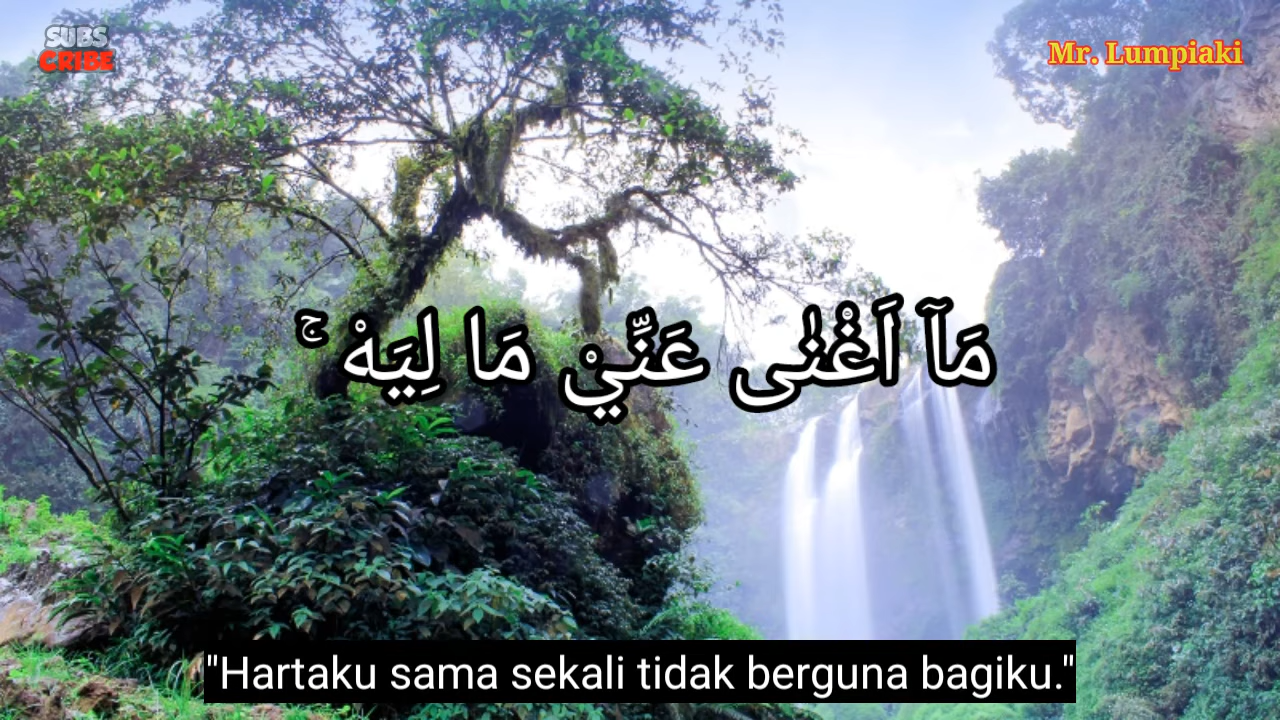 SUBS
CRIBE
Mr. Lumpiaki
مَآ اَغْنٰى عَنِّيْ مَا لِيَهْ ۚ
"Hartaku sama sekali tidak berguna bagiku."